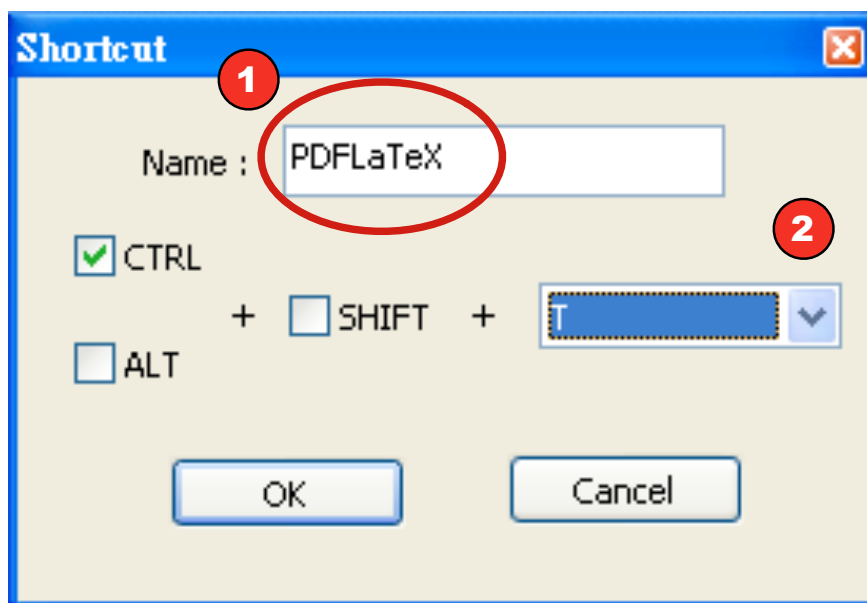 Shortcut
1
Name : PDFLaTeX
2
CTRL
+ SHIFT + T
ALT
OK Cancel